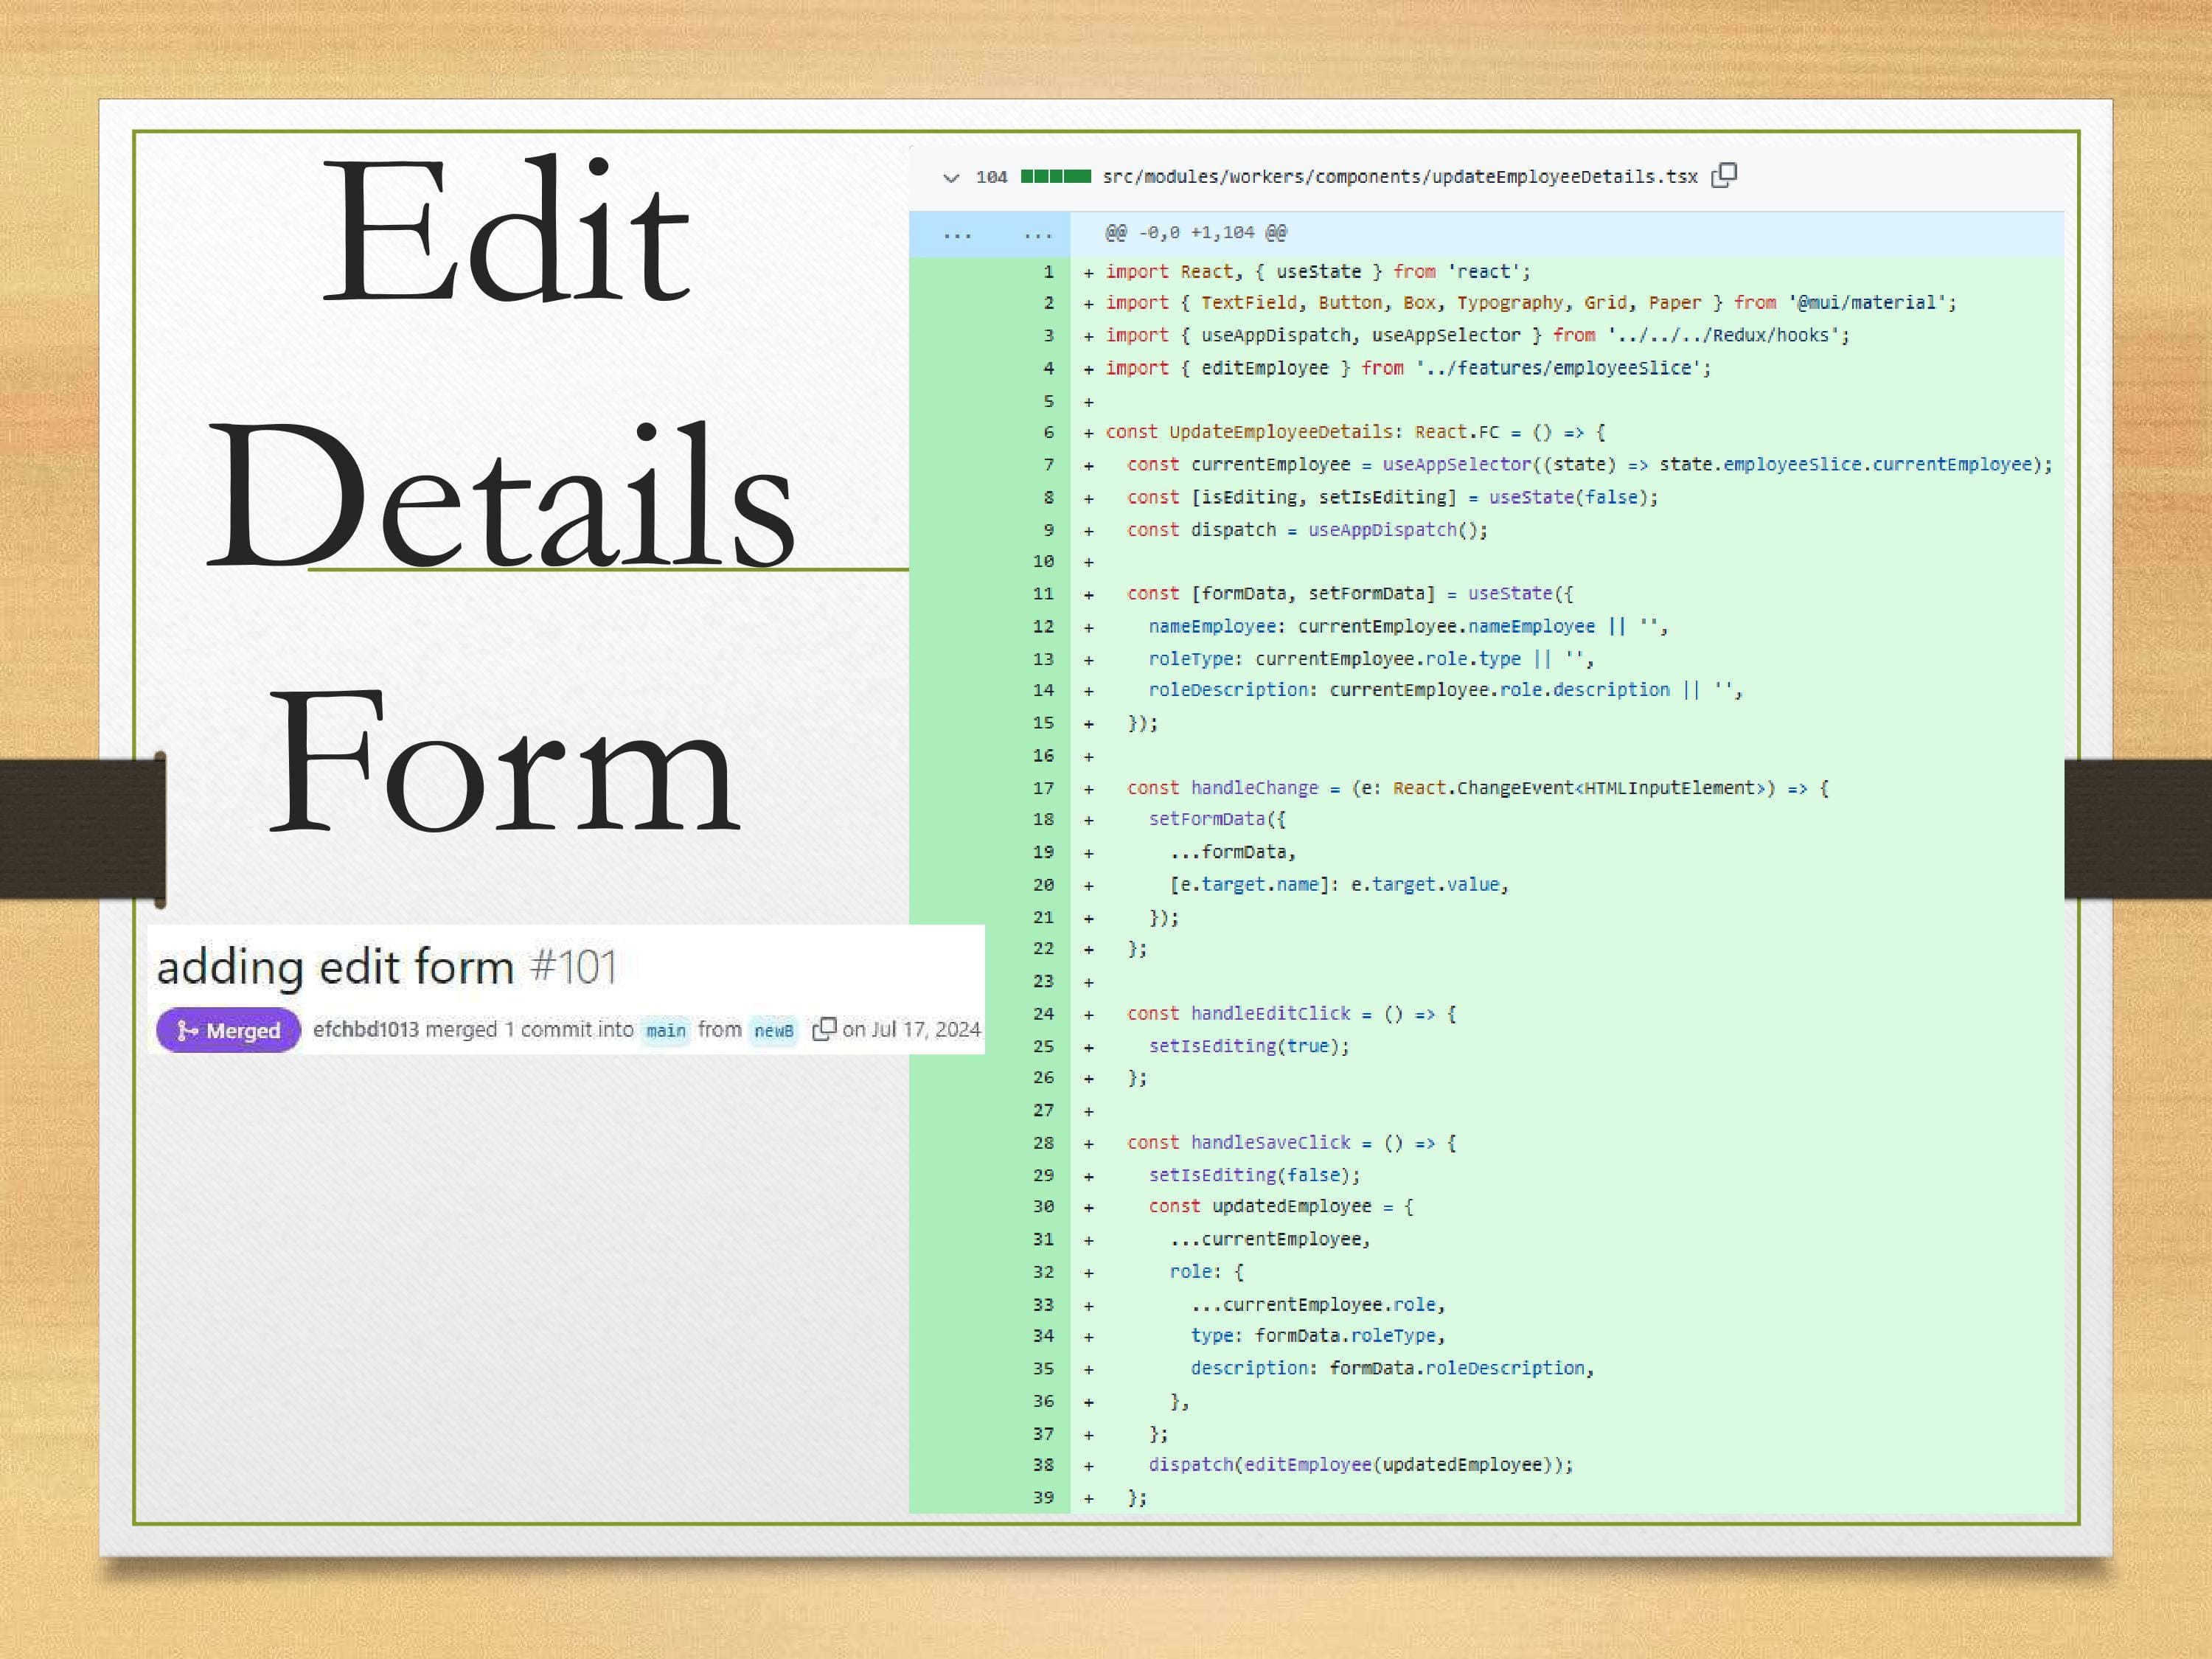 Edit
Details
Form
adding edit form #101
Merged efchbd1013 merged 1 commit into main from newB on Jul 17, 2024
104 src/modules/workers/components/updateEmployeeDetails.tsx
... ... @@ -0,0 +1,104 @@
1 + import React, { useState } from 'react';
2 + import { TextField, Button, Box, Typography, Grid, Paper } from '@mui/material';
3 + import { useAppDispatch, useAppSelector } from '../../../Redux/hooks';
4 + import { editEmployee } from '../features/employeeSlice';
5 +
6 + const UpdateEmployeeDetails: React.FC = () => {
7 +   const currentEmployee = useAppSelector((state) => state.employeeSlice.currentEmployee);
8 +   const [isEditing, setIsEditing] = useState(false);
9 +   const dispatch = useAppDispatch();
10 +
11 +   const [formData, setFormData] = useState({
12 +     nameEmployee: currentEmployee.nameEmployee || '',
13 +     roleType: currentEmployee.role.type || '',
14 +     roleDescription: currentEmployee.role.description || '',
15 +   });
16 +
17 +   const handleChange = (e: React.ChangeEvent<HTMLInputElement>) => {
18 +     setFormData({
19 +       ...formData,
20 +       [e.target.name]: e.target.value,
21 +     });
22 +   };
23 +
24 +   const handleEditClick = () => {
25 +     setIsEditing(true);
26 +   };
27 +
28 +   const handleSaveClick = () => {
29 +     setIsEditing(false);
30 +     const updatedEmployee = {
31 +       ...currentEmployee,
32 +       role: {
33 +         ...currentEmployee.role,
34 +         type: formData.roleType,
35 +         description: formData.roleDescription,
36 +       },
37 +     };
38 +     dispatch(editEmployee(updatedEmployee));
39 +   };